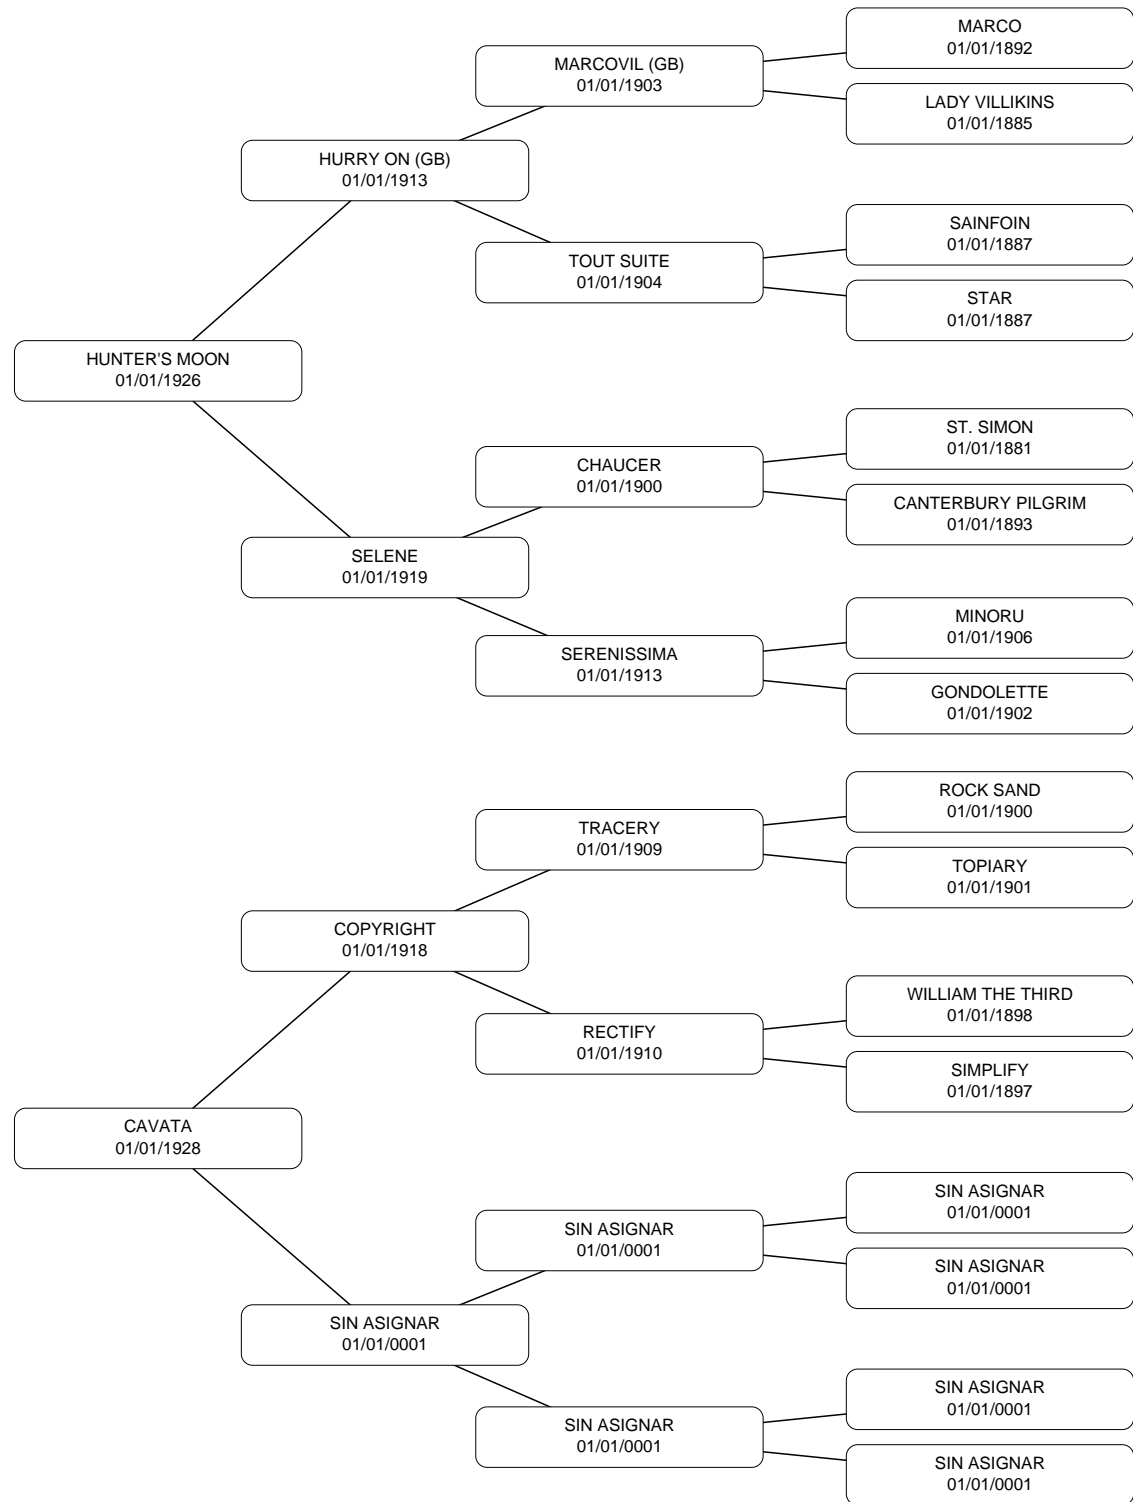 MARCO
01/01/1892
MARCOVIL (GB)
01/01/1903
LADY VILLIKINS
01/01/1885
HURRY ON (GB)
01/01/1913
SAINFOIN
01/01/1887
TOUT SUITE
01/01/1904
STAR
01/01/1887
HUNTER'S MOON
01/01/1926
ST. SIMON
01/01/1881
CHAUCER
01/01/1900
CANTERBURY PILGRIM
01/01/1893
SELENE
01/01/1919
MINORU
01/01/1906
SERENISSIMA
01/01/1913
GONDOLETTE
01/01/1902
ROCK SAND
01/01/1900
TRACERY
01/01/1909
TOPIARY
01/01/1901
COPYRIGHT
01/01/1918
WILLIAM THE THIRD
01/01/1898
RECTIFY
01/01/1910
SIMPLIFY
01/01/1897
CAVATA
01/01/1928
SIN ASIGNAR
01/01/0001
SIN ASIGNAR
01/01/0001
SIN ASIGNAR
01/01/0001
SIN ASIGNAR
01/01/0001
SIN ASIGNAR
01/01/0001
SIN ASIGNAR
01/01/0001
SIN ASIGNAR
01/01/0001